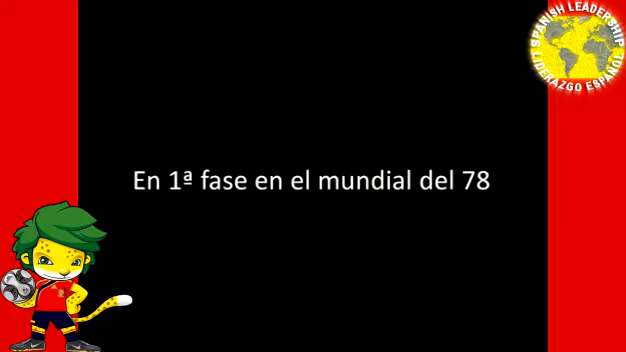 SPANISH LEADERSHIP
LIDERAZGO ESPAÑOL
En 1ª fase en el mundial del 78